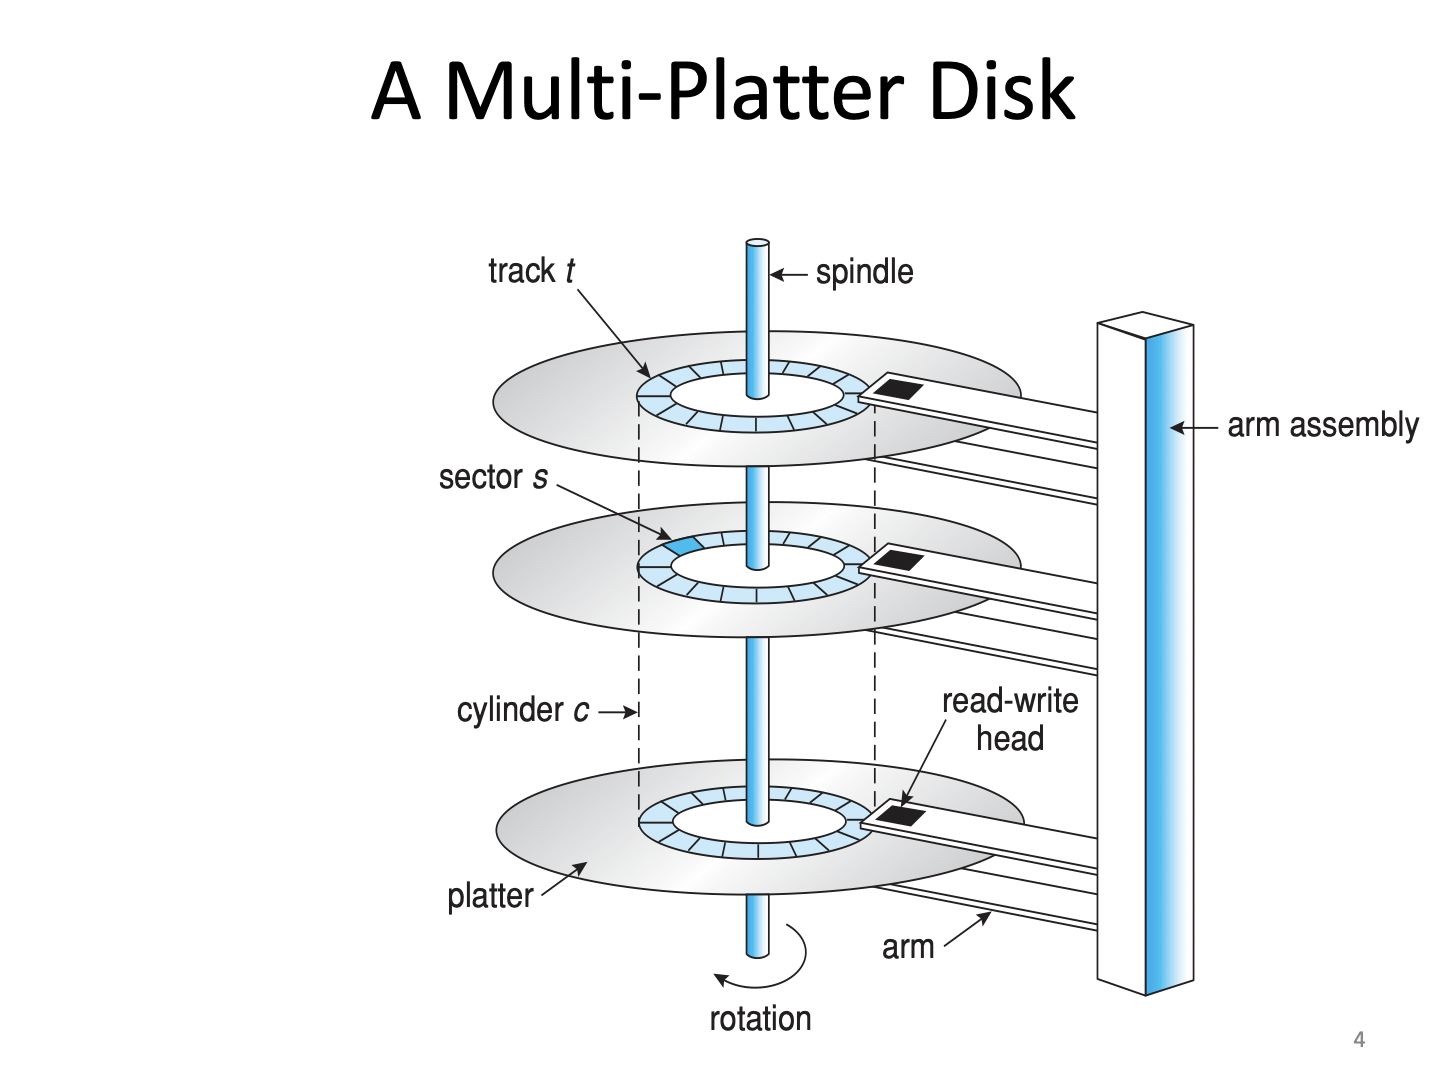 A Multi-Platter Disk
track t
spindle
arm assembly
sector s
cylinder c
read-write
head
platter
arm
rotation
4